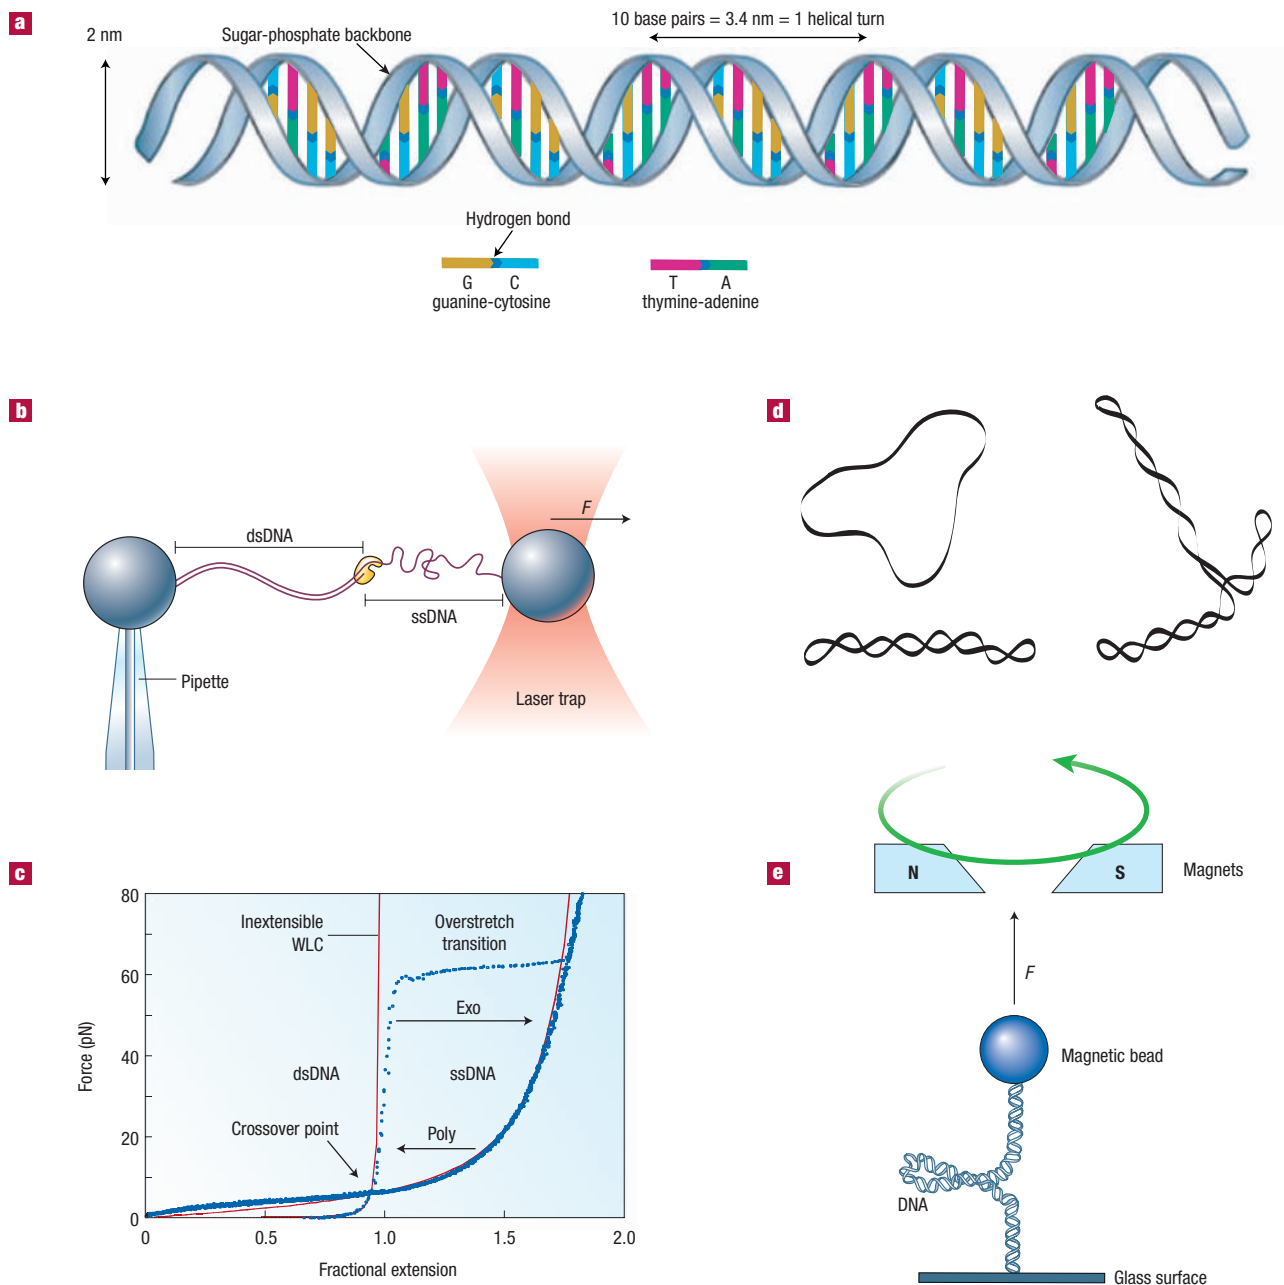 a
10 base pairs = 3.4 nm = 1 helical turn
2 nm
Sugar-phosphate backbone
Hydrogen bond
G C
guanine-cytosine
T A
thymine-adenine
b
dsDNA
F
ssDNA
Pipette
Laser trap
d
c
80
60
40
20
0
Force (pN)
Inextensible
WLC
Overstretch
transition
Exo
dsDNA
ssDNA
Crossover point
Poly
0 0.5 1.0 1.5 2.0
Fractional extension
e
N
S
Magnets
F
Magnetic bead
DNA
Glass surface